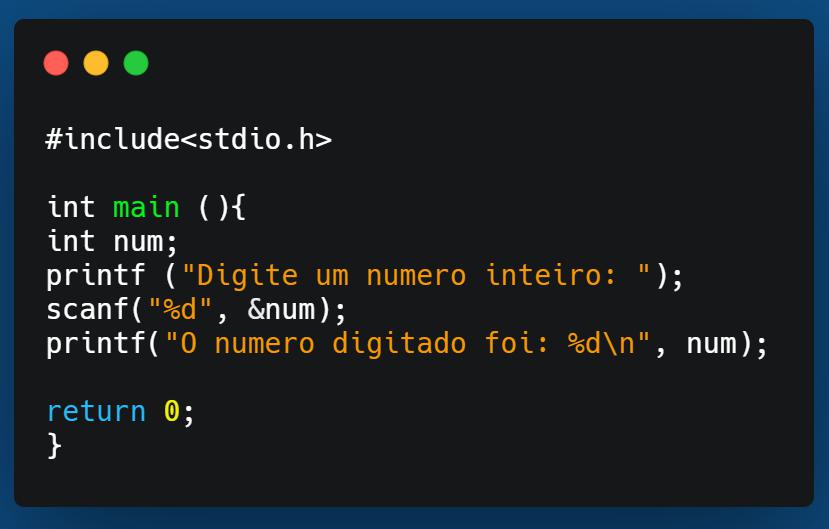 #include<stdio.h>
int main (){
int num;
printf ("Digite um numero inteiro: ");
scanf("%d", &num);
printf("O numero digitado foi: %d\n", num);
return 0;
}